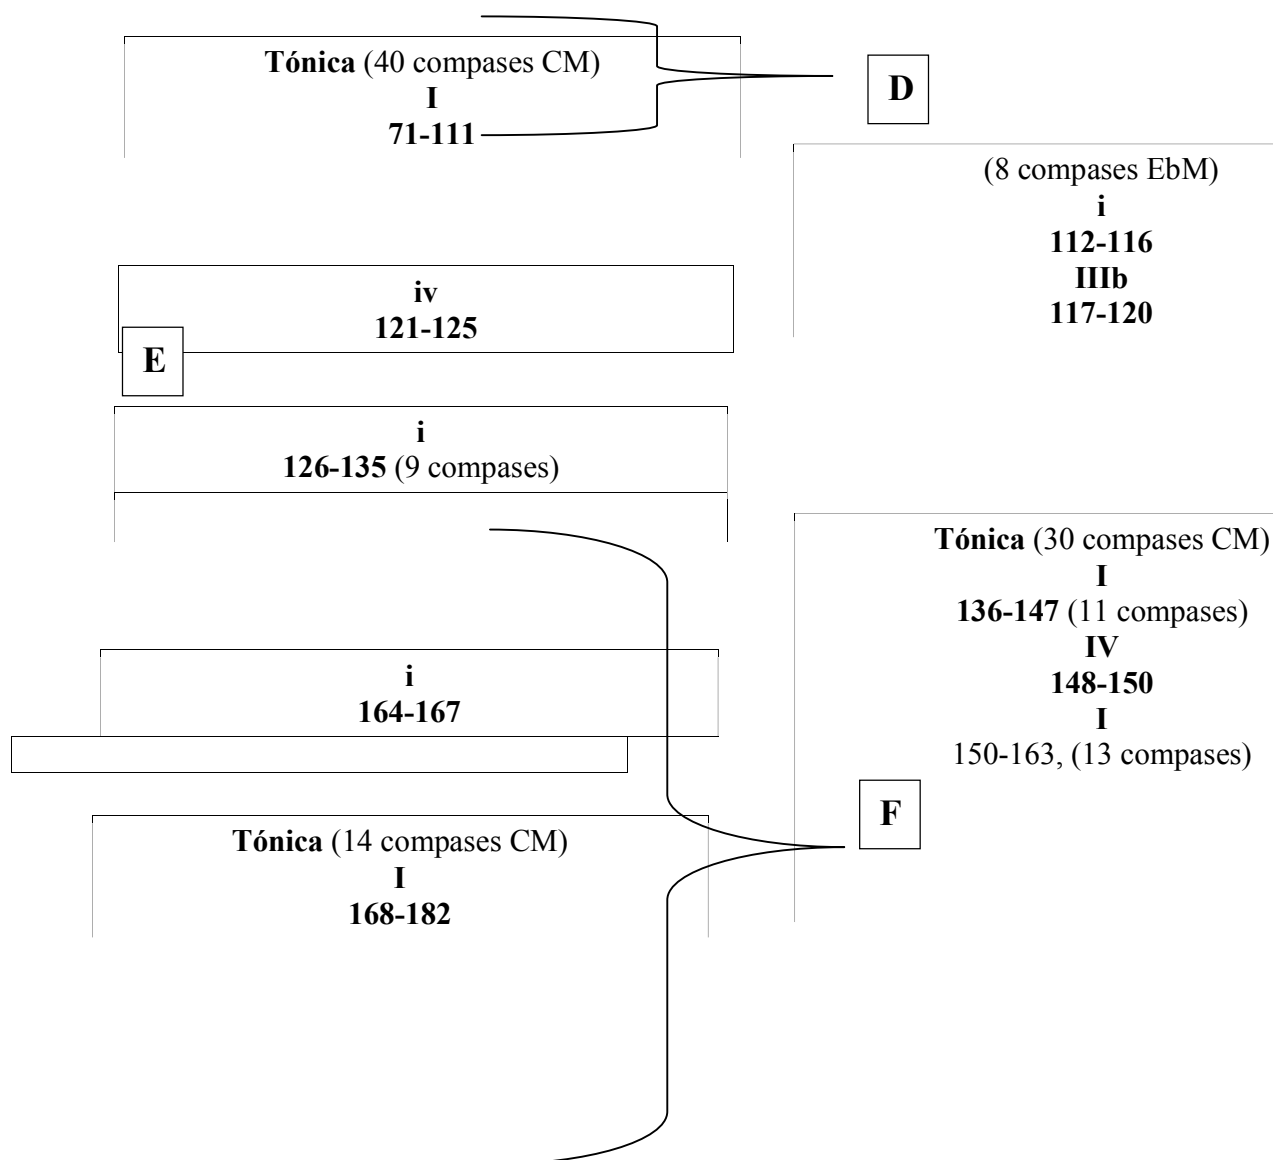 Tónica (40 compases CM)
I
71-111
D
(8 compases EbM)
i
112-116
IIIb
117-120
iv
121-125
E
i
126-135 (9 compases)
Tónica (30 compases CM)
I
136-147 (11 compases)
IV
148-150
I
150-163, (13 compases)
i
164-167
F
Tónica (14 compases CM)
I
168-182